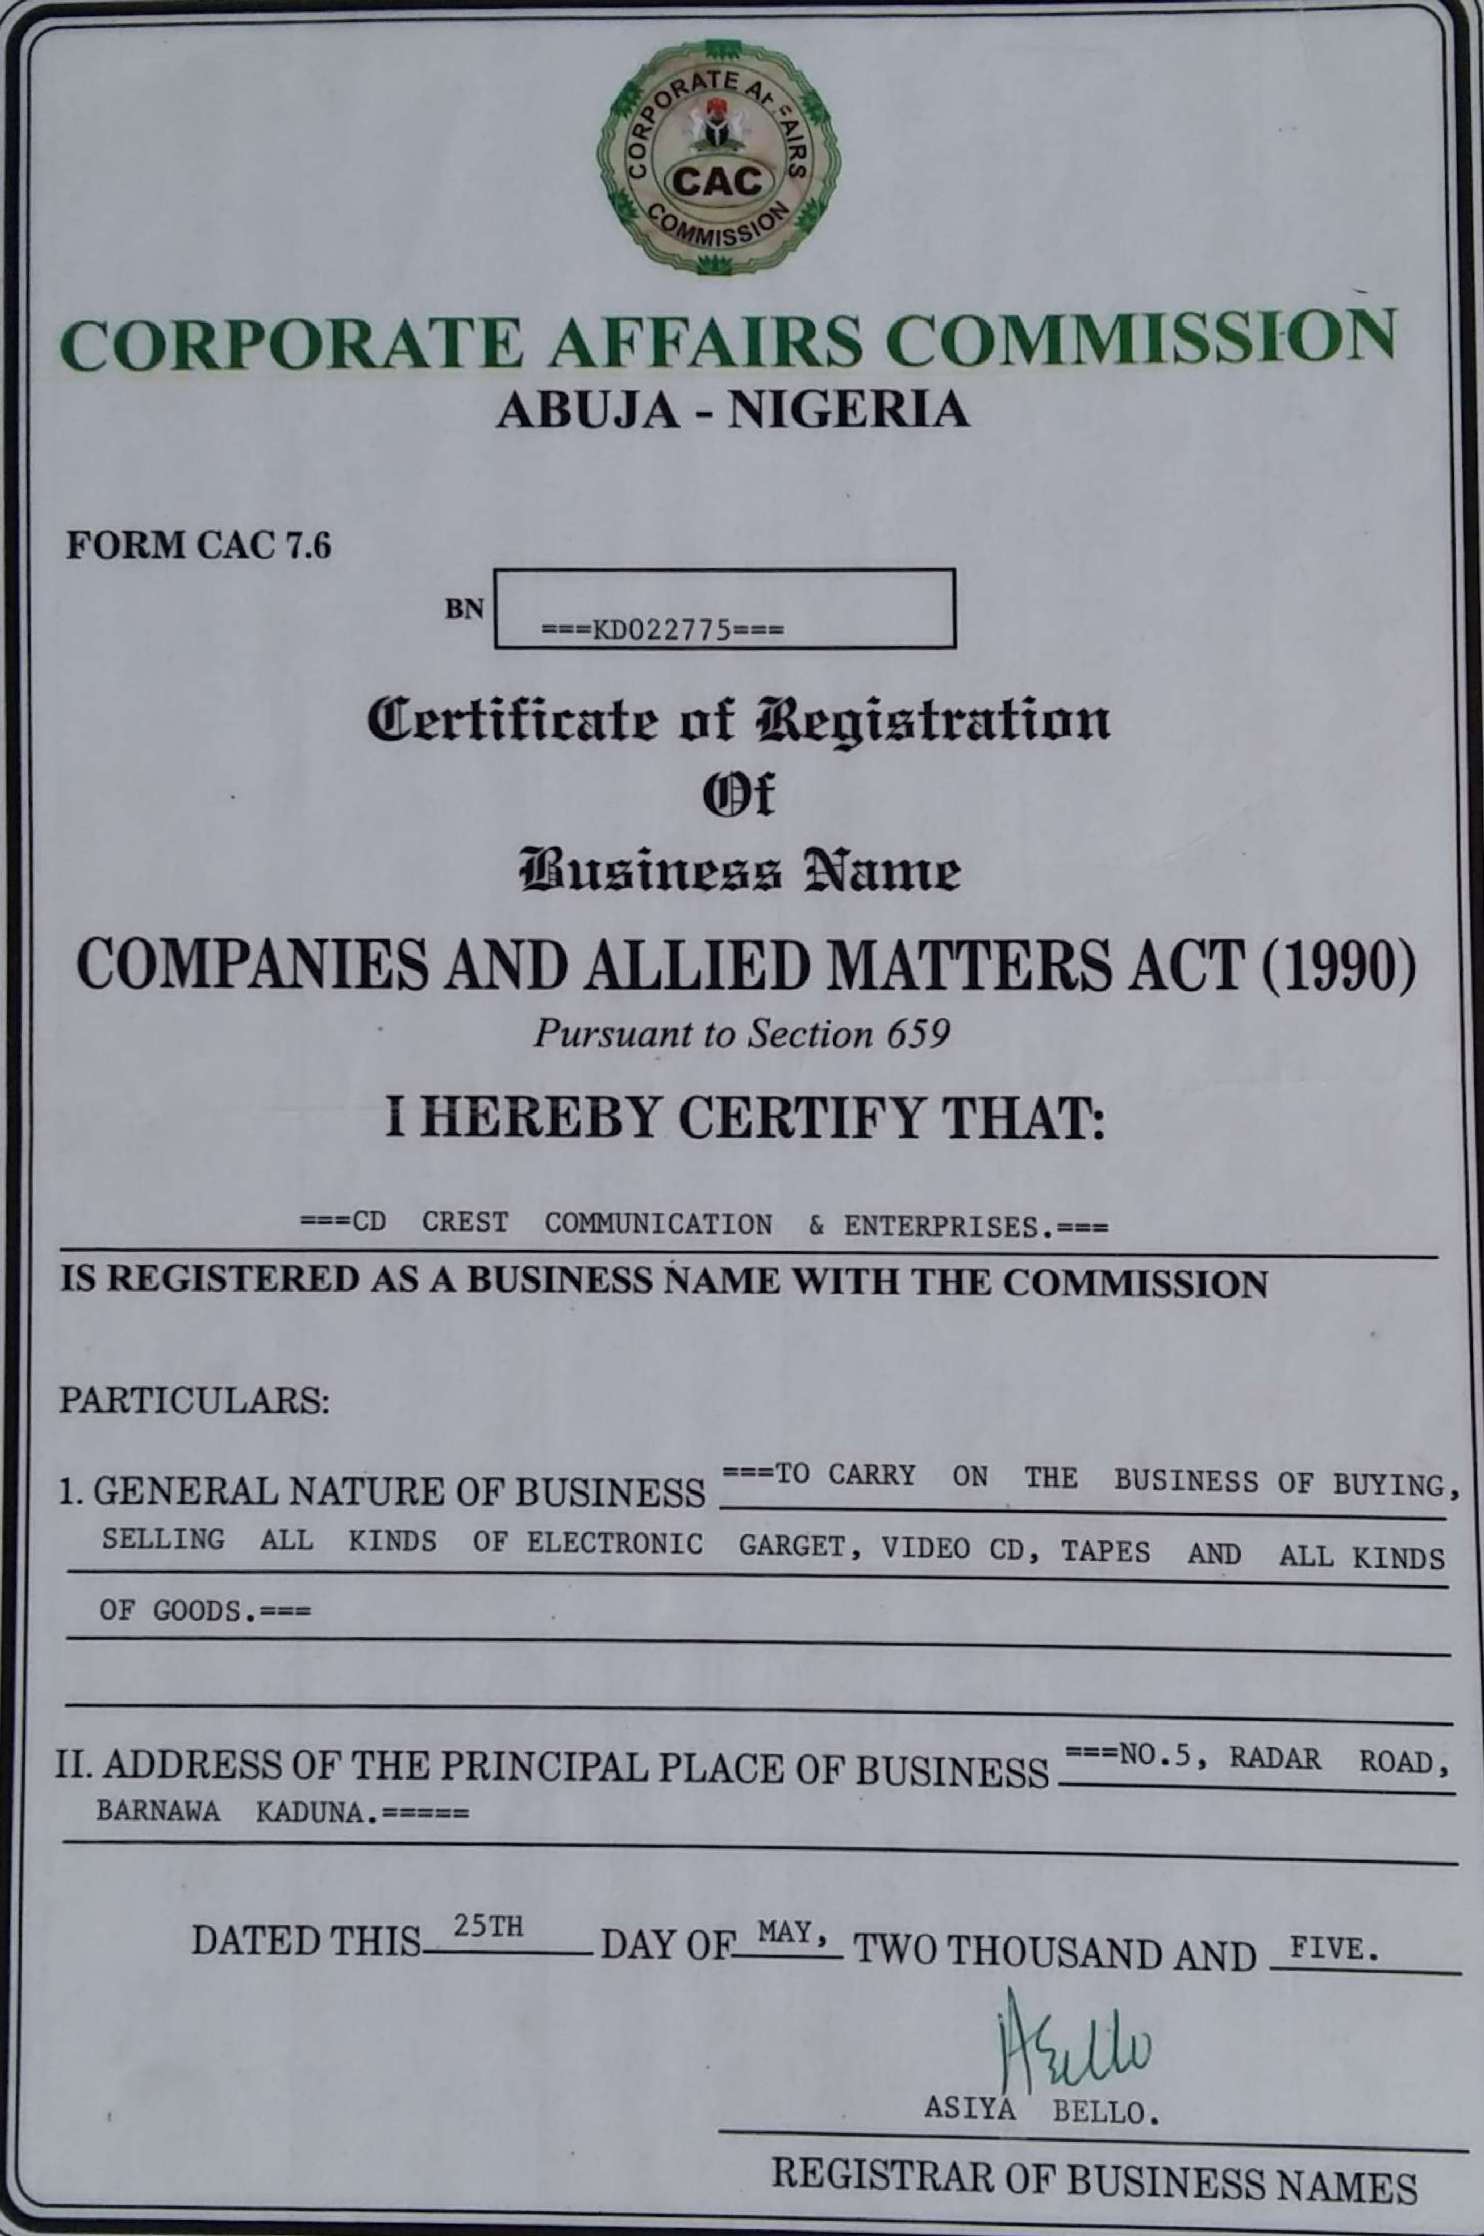 CORPORATE AFFAIRS
CAC
COMMISSION
CORPORATE AFFAIRS COMMISSION
ABUJA - NIGERIA
FORM CAC 7.6
BN ===KD022775===
Certificate of Registration
Of
Business Name
COMPANIES AND ALLIED MATTERS ACT (1990)
Pursuant to Section 659
I HEREBY CERTIFY THAT:
===CD CREST COMMUNICATION & ENTERPRISES.===
IS REGISTERED AS A BUSINESS NAME WITH THE COMMISSION
PARTICULARS:
1. GENERAL NATURE OF BUSINESS ===TO CARRY ON THE BUSINESS OF BUYING,
SELLING ALL KINDS OF ELECTRONIC GARGET, VIDEO CD, TAPES AND ALL KINDS
OF GOODS.===
II. ADDRESS OF THE PRINCIPAL PLACE OF BUSINESS ===NO.5, RADAR ROAD,
BARNAWA KADUNA.=====
DATED THIS 25TH DAY OF MAY, TWO THOUSAND AND FIVE.
ABello
ASIYA BELLO.
REGISTRAR OF BUSINESS NAMES